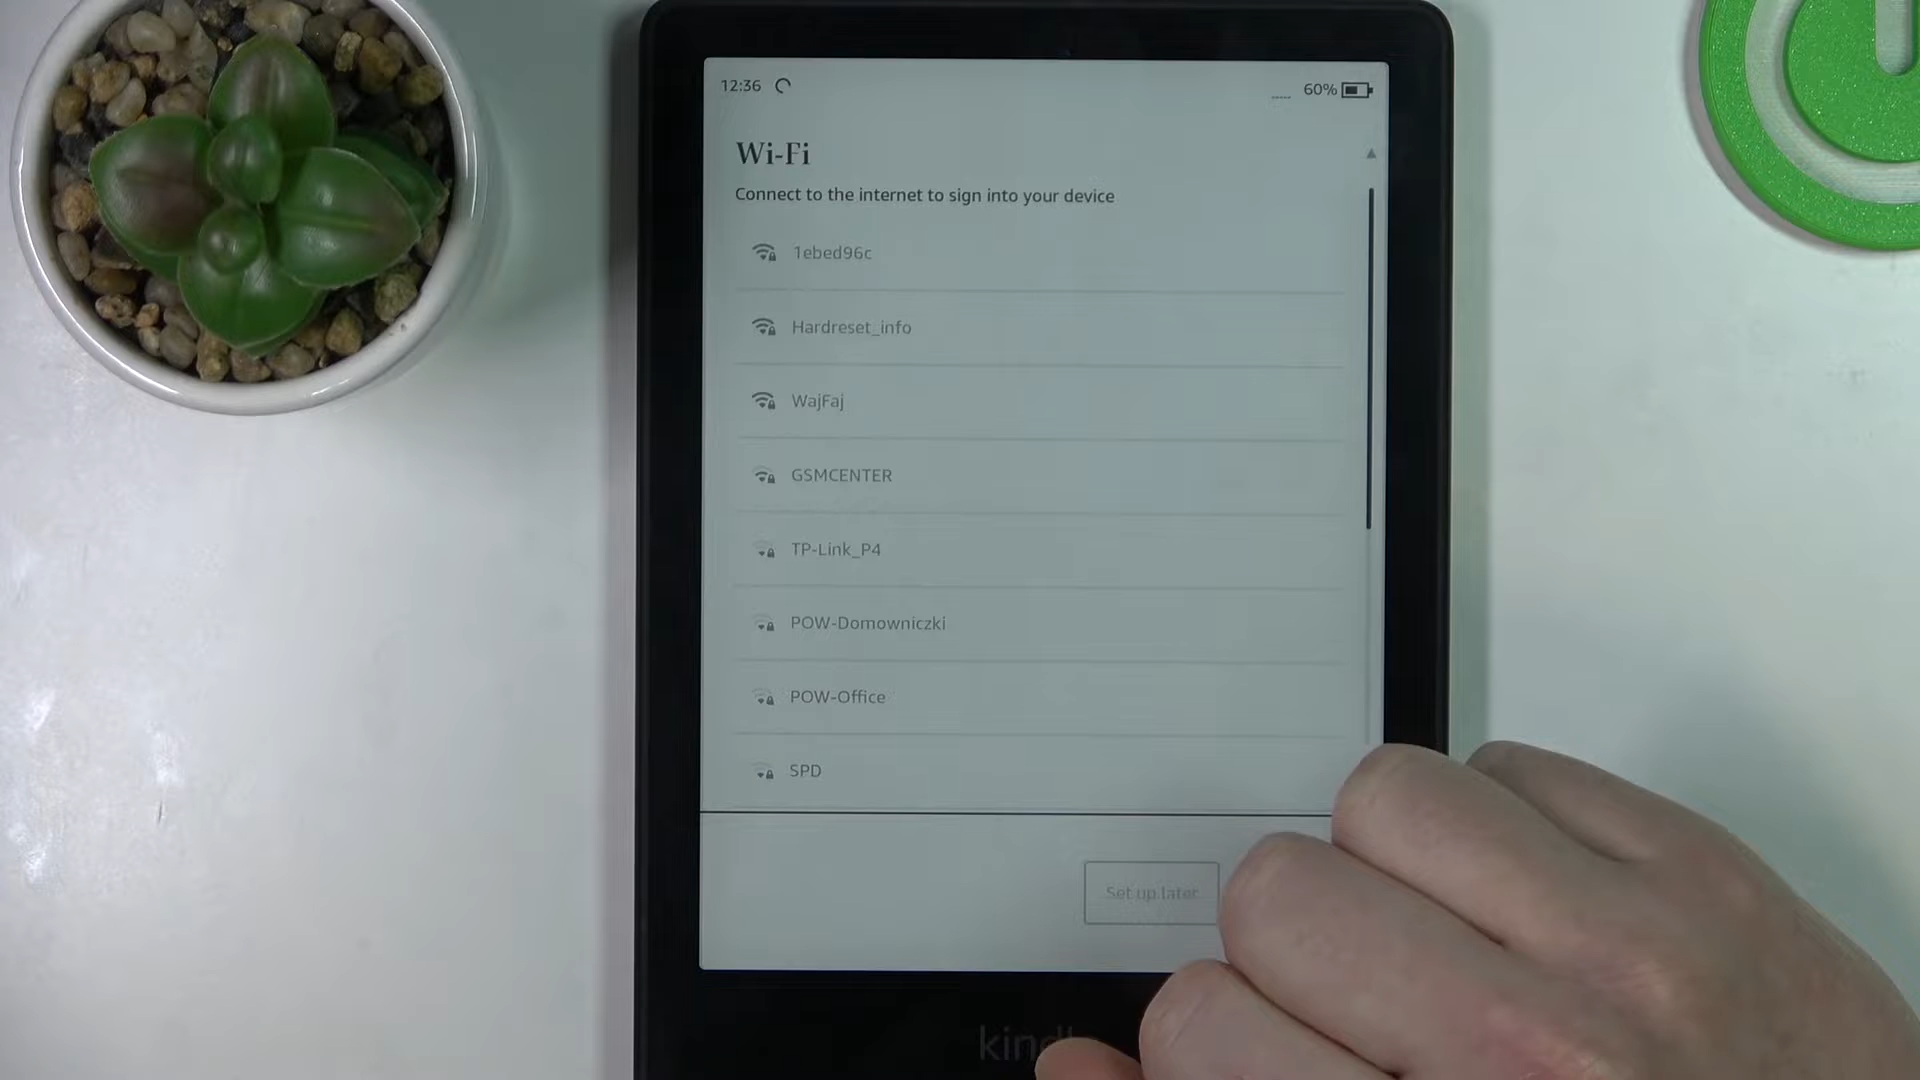 12:36
60%
Wi-Fi
Connect to the internet to sign into your device
1ebed96c
Hardreset_info
WajFaj
GSMCENTER
TP-Link_P4
POW-Domowniczki
POW-Office
SPD
Set up later